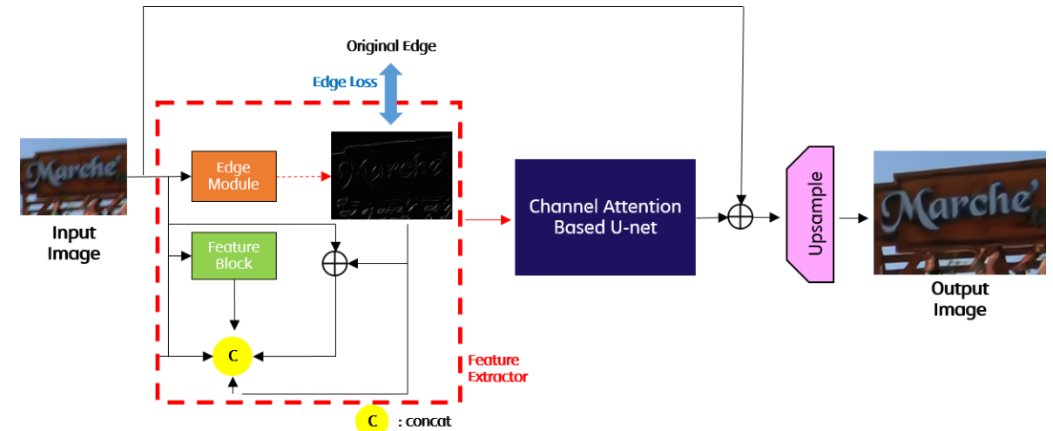 Original Edge
Edge Loss
Marche'
Input
Image
Edge
Module
Marche'
Feature
Block
C
Feature
Extractor
C : concat
Channel Attention
Based U-net
Upsample
Marche'
Output
Image